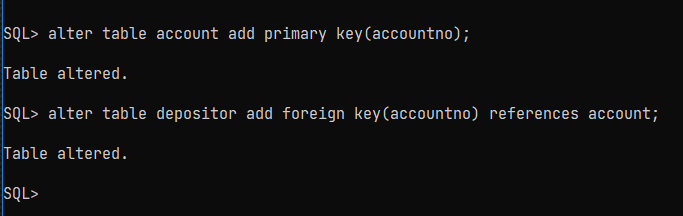 SQL> alter table account add primary key(accountno);
Table altered.
SQL> alter table depositor add foreign key(accountno) references account;
Table altered.
SQL>